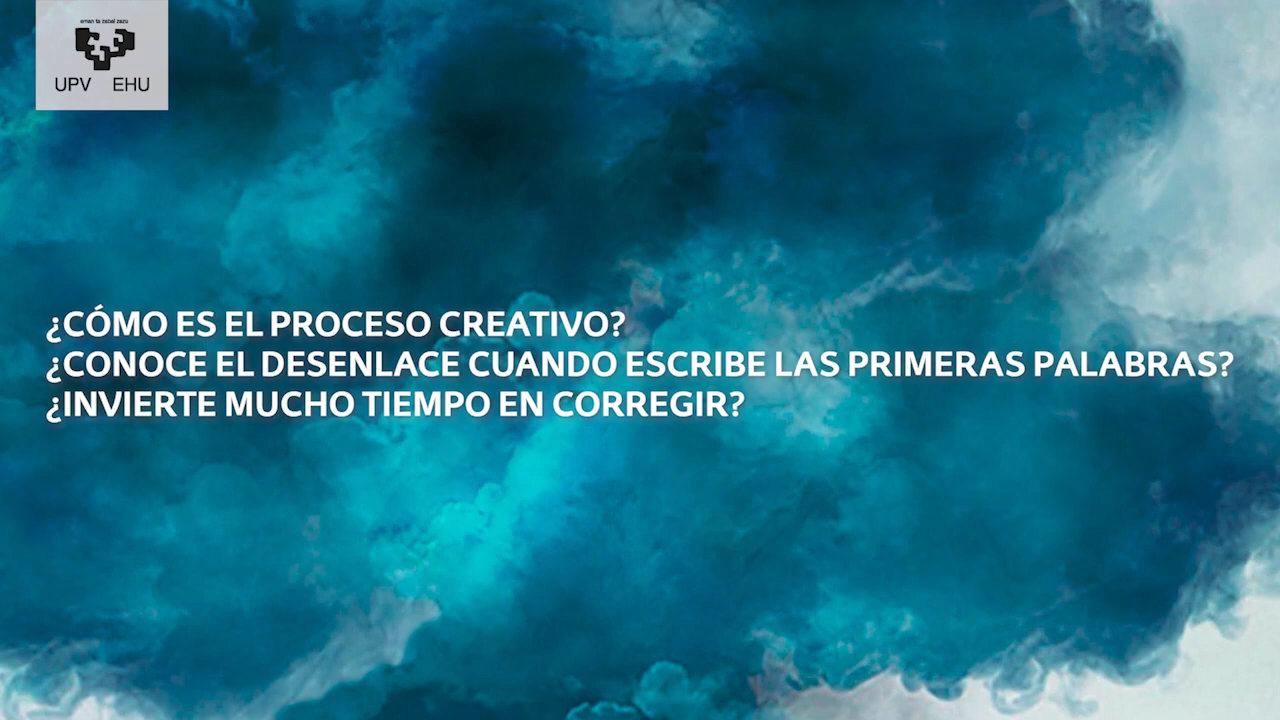 eman ta zabal zazu
UPV EHU
¿CÓMO ES EL PROCESO CREATIVO?
¿CONOCE EL DESENLACE CUANDO ESCRIBE LAS PRIMERAS PALABRAS?
¿INVIERTE MUCHO TIEMPO EN CORREGIR?